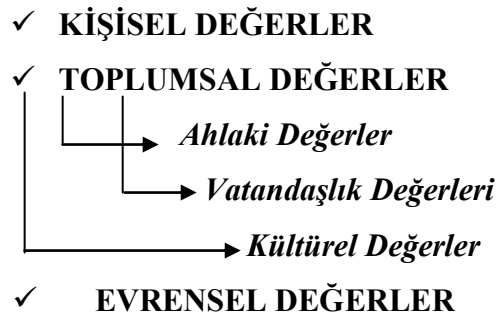 ✓ KİŞİSEL DEĞERLER
✓ TOPLUMSAL DEĞERLER
Ahlaki Değerler
Vatandaşlık Değerleri
Kültürel Değerler
✓ EVRENSEL DEĞERLER